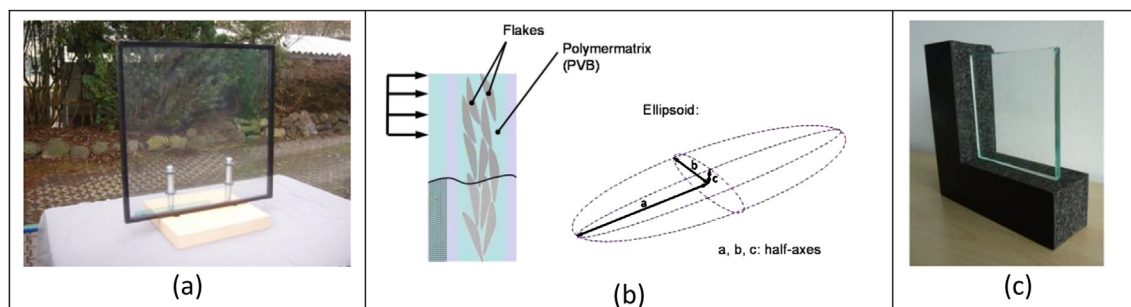 Flakes
Polymermatrix
(PVB)
Ellipsoid:
b
c
a
a, b, c: half-axes
(a)
(b)
(c)